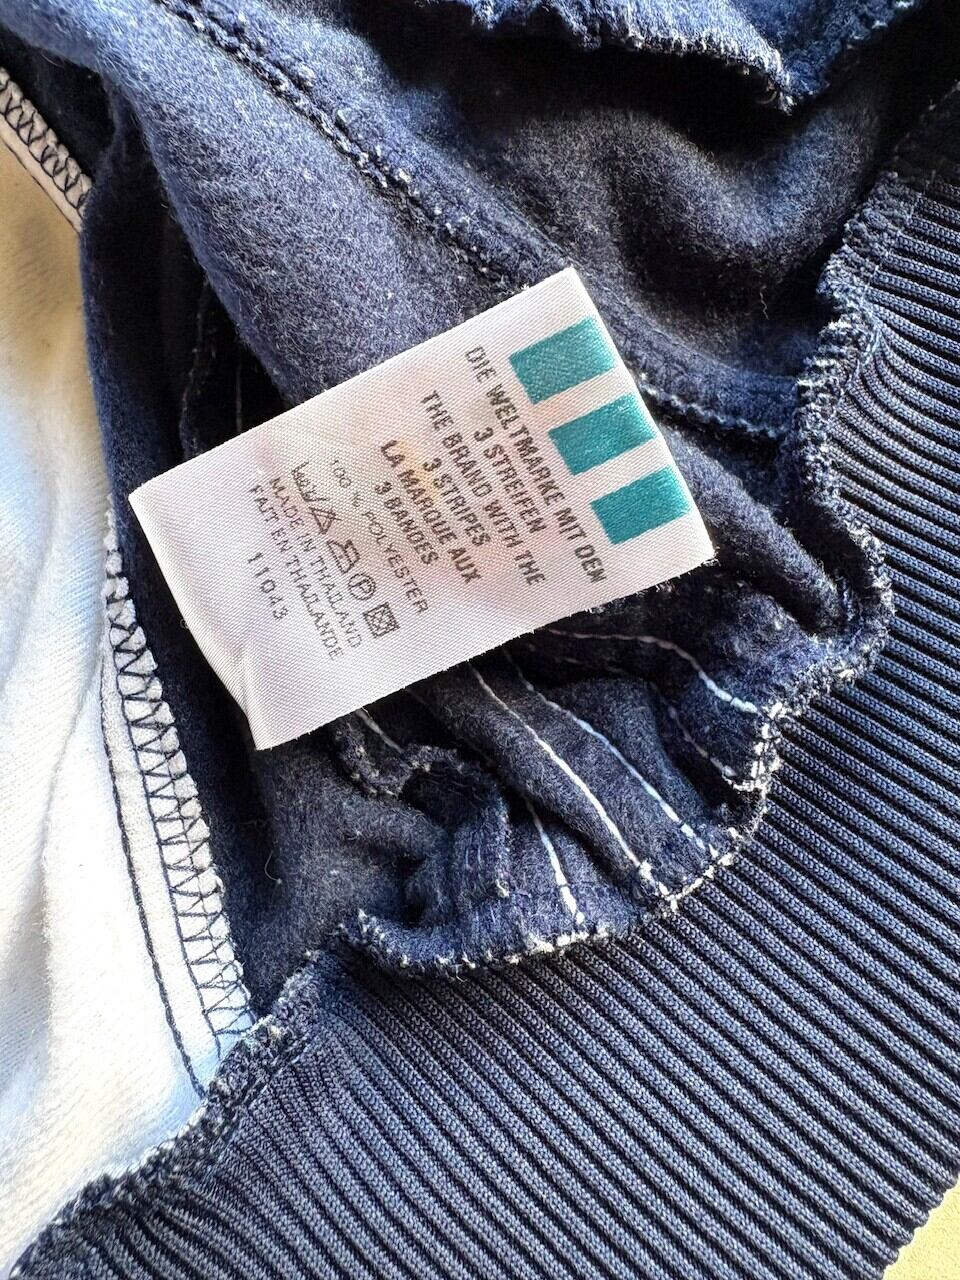 DIE WELTMARKE MIT DEN
3 STREIFEN
THE BRAND WITH THE
3 STRIPES
LA MARQUE AUX
3 BANDES
100 % POLYESTER
MADE IN THAILAND
FAIT EN THAILANDE
11043